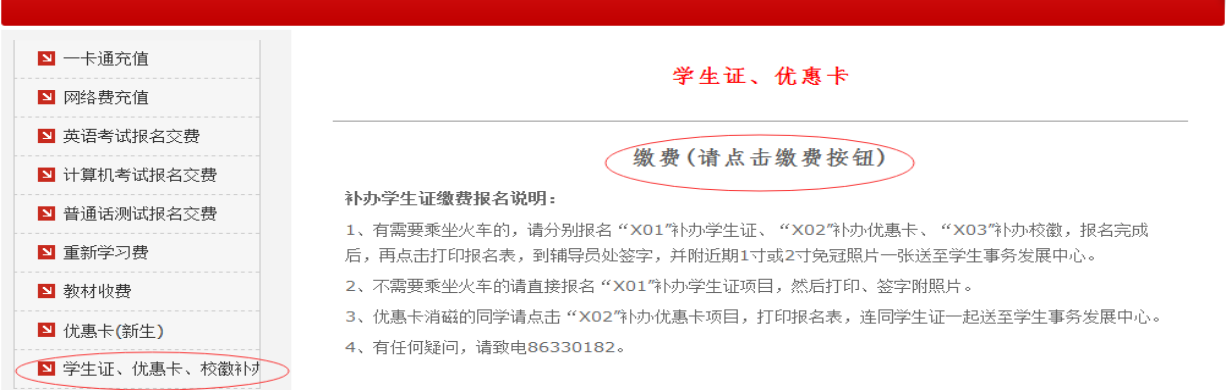 一卡通充值
网络费充值
英语考试报名交费
计算机考试报名交费
普通话测试报名交费
重新学习费
教材收费
优惠卡(新生)
学生证、优惠卡、校徽补办
学生证、优惠卡
缴费(请点击缴费按钮)
补办学生证缴费报名说明：
1、有需要乘坐火车的，请分别报名“X01”补办学生证、“X02”补办优惠卡、“X03”补办校徽，报名完成
后，再点击打印报名表，到辅导员处签字，并附近期1寸或2寸免冠照片一张送至学生事务发展中心。
2、不需要乘坐火车的请直接报名“X01”补办学生证项目，然后打印、签字附照片。
3、优惠卡消磁的同学请点击“X02”补办优惠卡项目，打印报名表，连同学生证一起送至学生事务发展中心。
4、有任何疑问，请致电86330182。